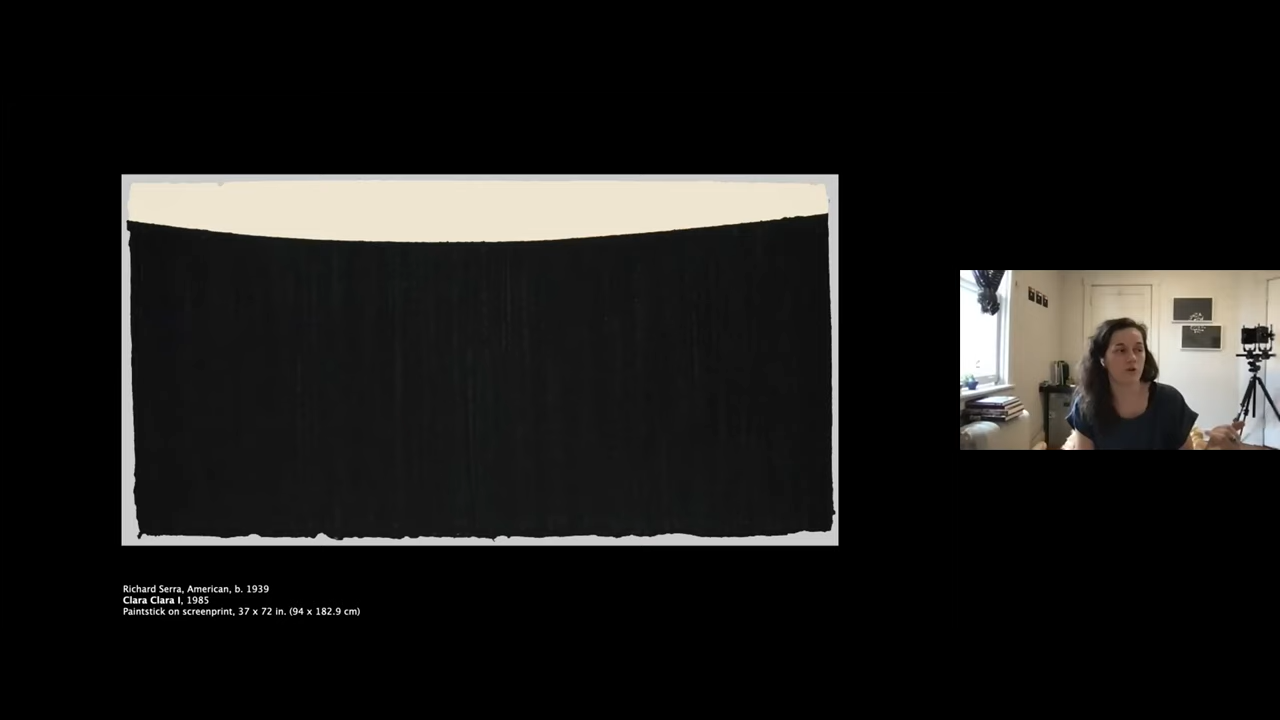 Richard Serra, American, b. 1939
Clara Clara I, 1985
Paintstick on screenprint, 37 x 72 in. (94 x 182.9 cm)